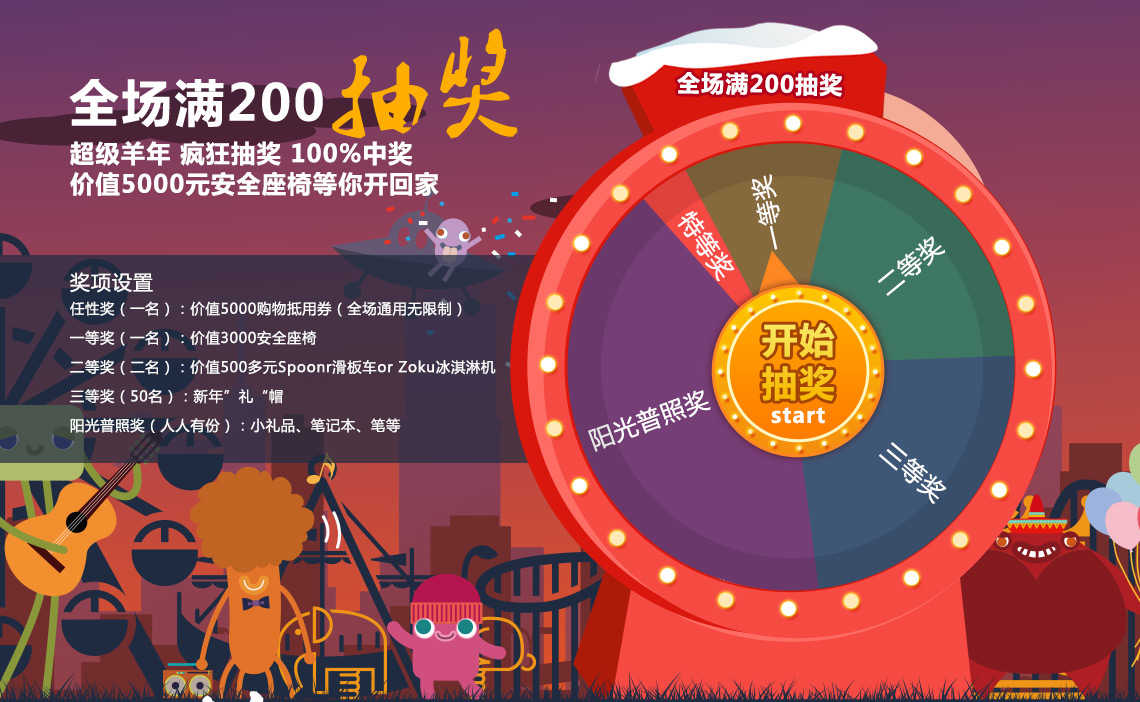 全场满200抽奖
超级羊年 疯狂抽奖 100%中奖
价值5000元安全座椅等你开回家
奖项设置
任性奖（一名）：价值5000购物抵用券（全场通用无限制）
一等奖（一名）：价值3000安全座椅
二等奖（二名）：价值500多元Spoonr滑板车or Zoku冰淇淋机
三等奖（50名）：新年”礼“帽
阳光普照奖（人人有份）：小礼品、笔记本、笔等
全场满200抽奖
特等奖
一等奖
二等奖
三等奖
阳光普照奖
开始
抽奖
start